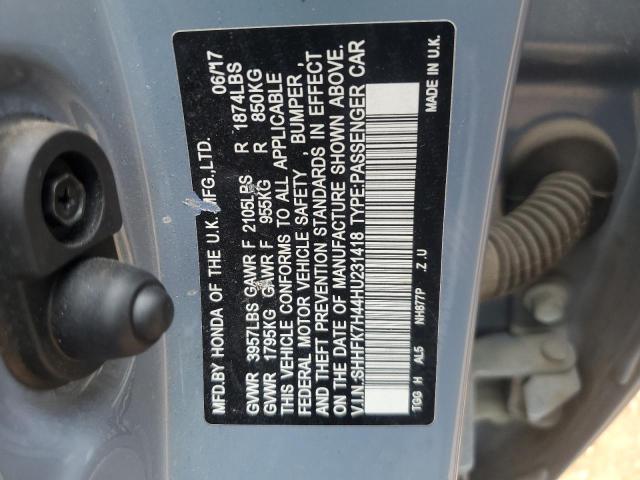 MFD.BY HONDA OF THE U.K. MFG.,LTD. 06/17
GVWR 3957LBS GAWR F 2105LBS R 1874LBS
GVWR 1795KG GAWR F 955KG R 850KG
THIS VEHICLE CONFORMS TO ALL APPLICABLE
FEDERAL MOTOR VEHICLE SAFETY , BUMPER ,
AND THEFT PREVENTION STANDARDS IN EFFECT
ON THE DATE OF MANUFACTURE SHOWN ABOVE.
V.I.N.:SHHFK7H44HU231418 TYPE:PASSENGER CAR
TGG H AL5 NH877P Z .U MADE IN U.K.